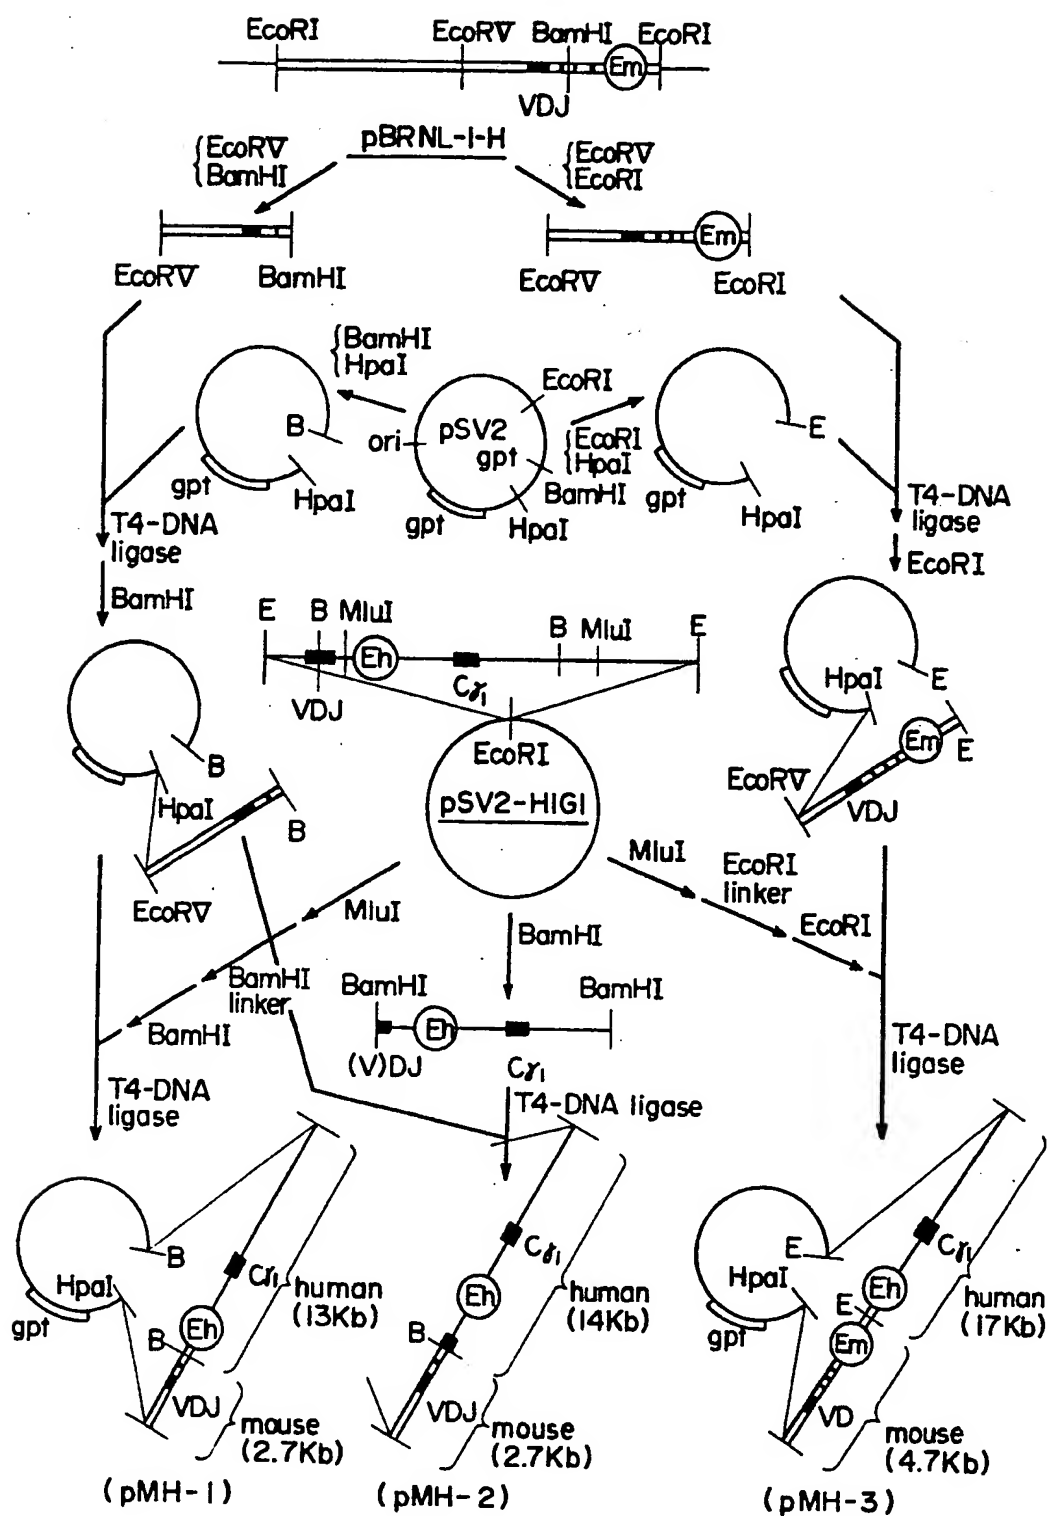 EcoRI EcoRV BamHI EcoRI
Em
VDJ
pBRNL-I-H
EcoRV
BamHI
EcoRV
EcoRI
Em
EcoRV BamHI
EcoRV EcoRI
BamHI
HpaI
B
HpaI
gpt
EcoRI
ori
pSV2
gpt
BamHI
HpaI
gpt
EcoRI
HpaI
E
HpaI
gpt
T4-DNA
ligase
BamHI
T4-DNA
ligase
EcoRI
E B MluI B MluI E
Eh
VDJ
Cγ1
EcoRI
pSV2-HIGI
B
HpaI
B
EcoRV
HpaI
E
Em
E
EcoRV
VDJ
MluI
BamHI
linker
BamHI
T4-DNA
ligase
BamHI
BamHI BamHI
Eh
(V)DJ
Cγ1
T4-DNA ligase
MluI
EcoRI
linker
EcoRI
T4-DNA
ligase
B
HpaI
gpt
Cγ1
Eh
B
VDJ
human
(13Kb)
mouse
(2.7Kb)
(pMH-1)
Cγ1
Eh
B
VDJ
human
(14Kb)
mouse
(2.7Kb)
(pMH-2)
E
HpaI
gpt
Cγ1
Eh
E
Em
VD
human
(17Kb)
mouse
(4.7Kb)
(pMH-3)